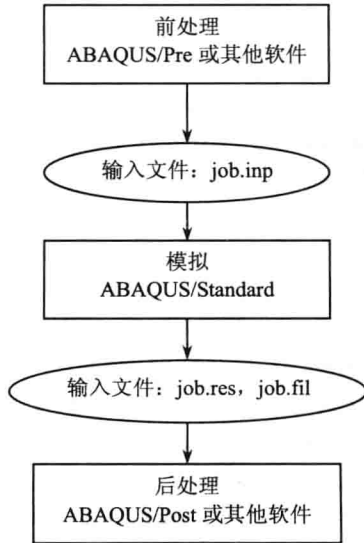 前处理
ABAQUS/Pre 或其他软件
输入文件：job.inp
模拟
ABAQUS/Standard
输入文件：job.res，job.fil
后处理
ABAQUS/Post 或其他软件